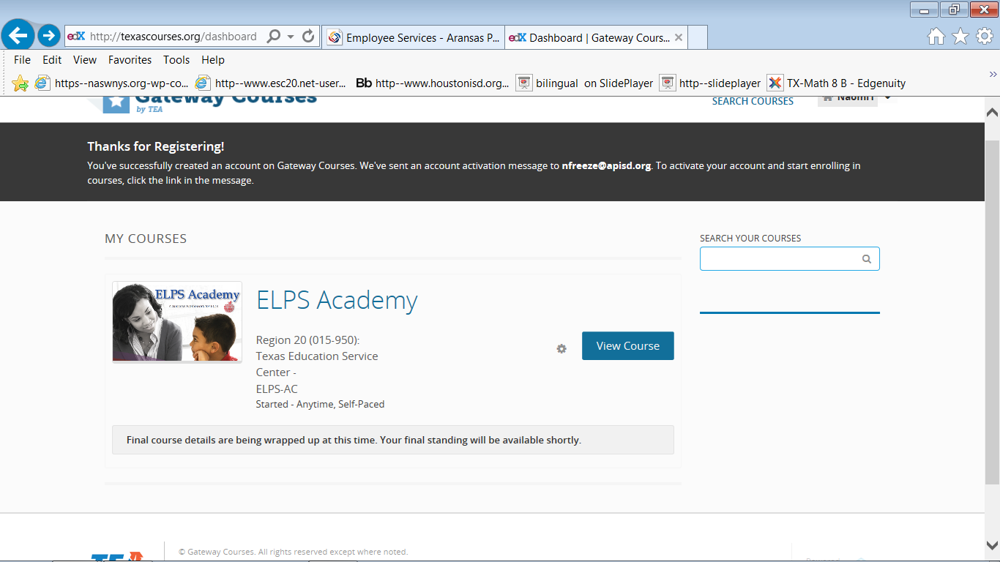 http://texascourses.org/dashboard
Employee Services - Aransas P...
edX Dashboard | Gateway Cours...
File Edit View Favorites Tools Help
https--naswnys.org-wp-co... http--www.esc20.net-user... Bb http--www.houstonisd.org... bilingual on SlidePlayer http--slideplayer TX-Math 8 B - Edgenuity
Gateway Courses
by TEA
SEARCH COURSES
Thanks for Registering!
You've successfully created an account on Gateway Courses. We've sent an account activation message to nfreeze@apisd.org. To activate your account and start enrolling in
courses, click the link in the message.
MY COURSES
SEARCH YOUR COURSES
ELPS Academy
A Success Framework for ELLs
ELPS Academy
Region 20 (015-950):
Texas Education Service
Center -
ELPS-AC
Started - Anytime, Self-Paced
View Course
Final course details are being wrapped up at this time. Your final standing will be available shortly.
© Gateway Courses. All rights reserved except where noted.